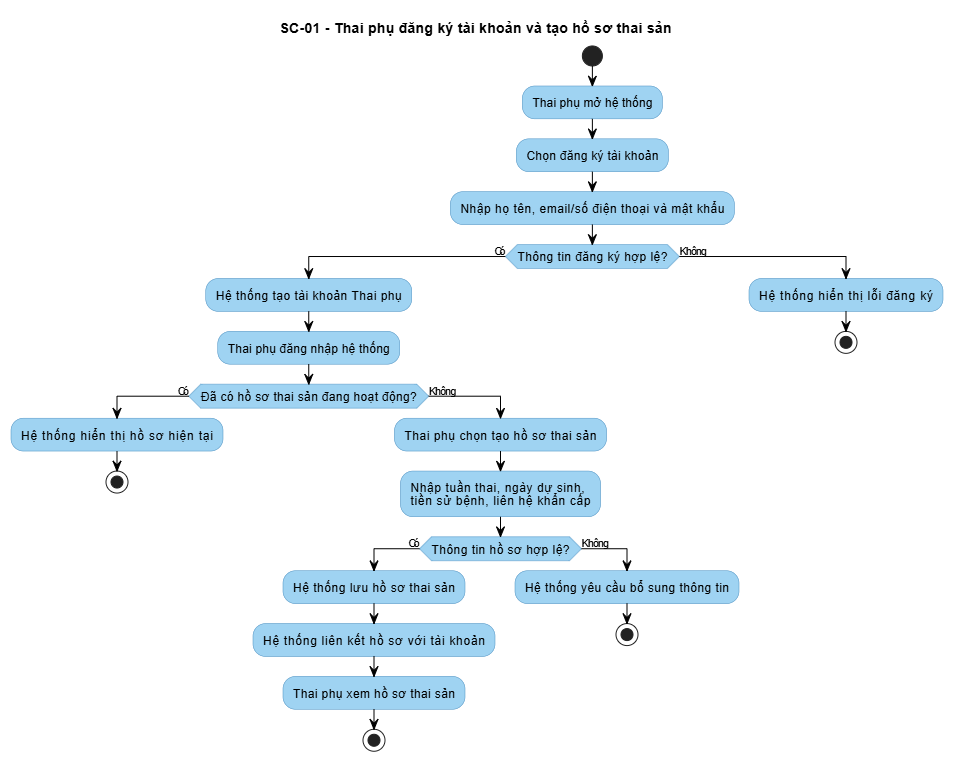 SC-01 - Thai phụ đăng ký tài khoản và tạo hồ sơ thai sản
Thai phụ mở hệ thống
Chọn đăng ký tài khoản
Nhập họ tên, email/số điện thoại và mật khẩu
Có
Thông tin đăng ký hợp lệ?
Không
Hệ thống tạo tài khoản Thai phụ
Hệ thống hiển thị lỗi đăng ký
Thai phụ đăng nhập hệ thống
Có
Đã có hồ sơ thai sản đang hoạt động?
Không
Hệ thống hiển thị hồ sơ hiện tại
Thai phụ chọn tạo hồ sơ thai sản
Nhập tuần thai, ngày dự sinh,
tiền sử bệnh, liên hệ khẩn cấp
Có
Thông tin hồ sơ hợp lệ?
Không
Hệ thống lưu hồ sơ thai sản
Hệ thống yêu cầu bổ sung thông tin
Hệ thống liên kết hồ sơ với tài khoản
Thai phụ xem hồ sơ thai sản